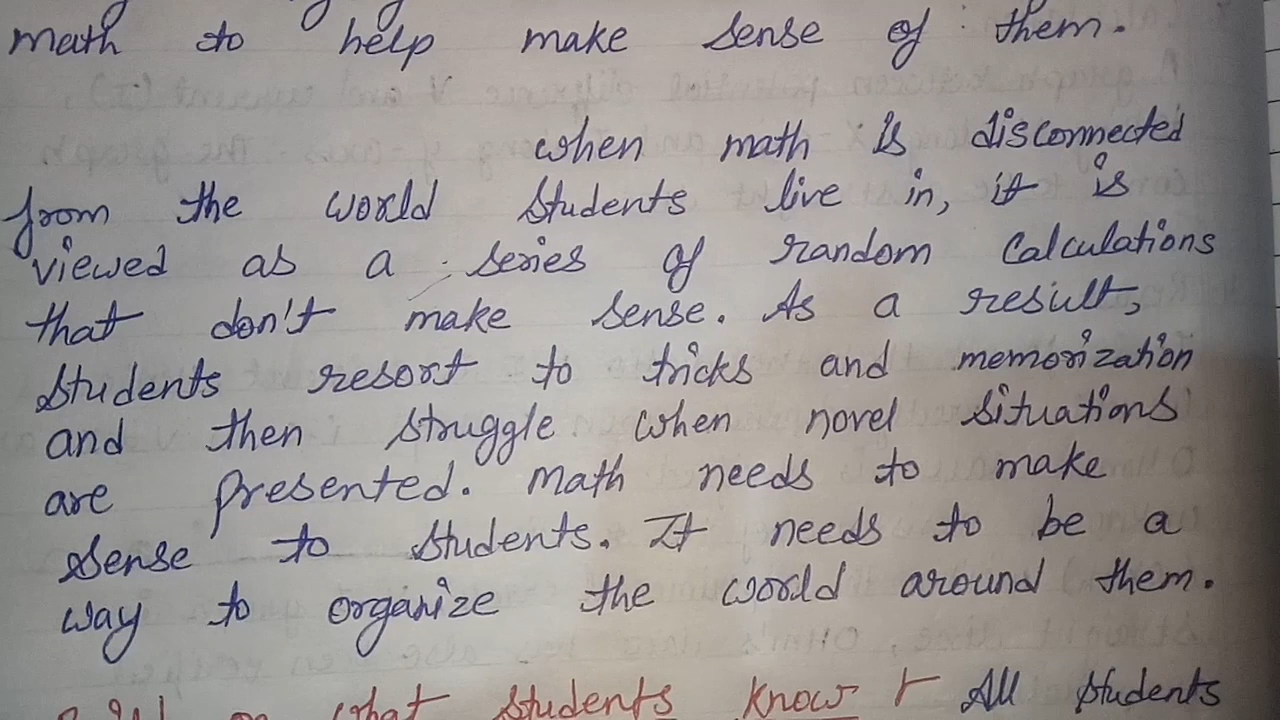 math to help make sense of them.
when math is disconnected
from the world students live in, it is
viewed as a series of random calculations
that don't make sense. As a result,
students resort to tricks and memorization
and then struggle when novel situations
are presented. Math needs to make
sense to students. It needs to be a
way to organize the world around them.
what students know All students